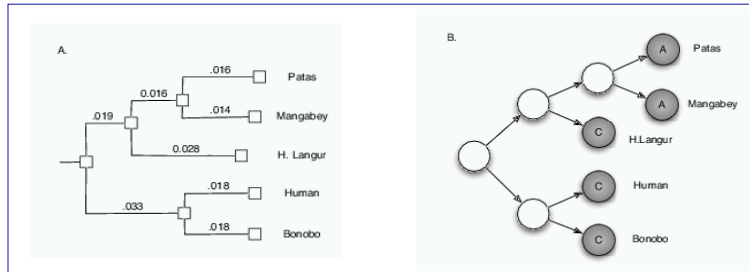 A.
.016
Patas
0.016
.014
Mangabey
.019
0.028
H. Langur
.018
Human
.033
.018
Bonobo
B.
A
Patas
A
Mangabey
C
H.Langur
C
Human
C
Bonobo